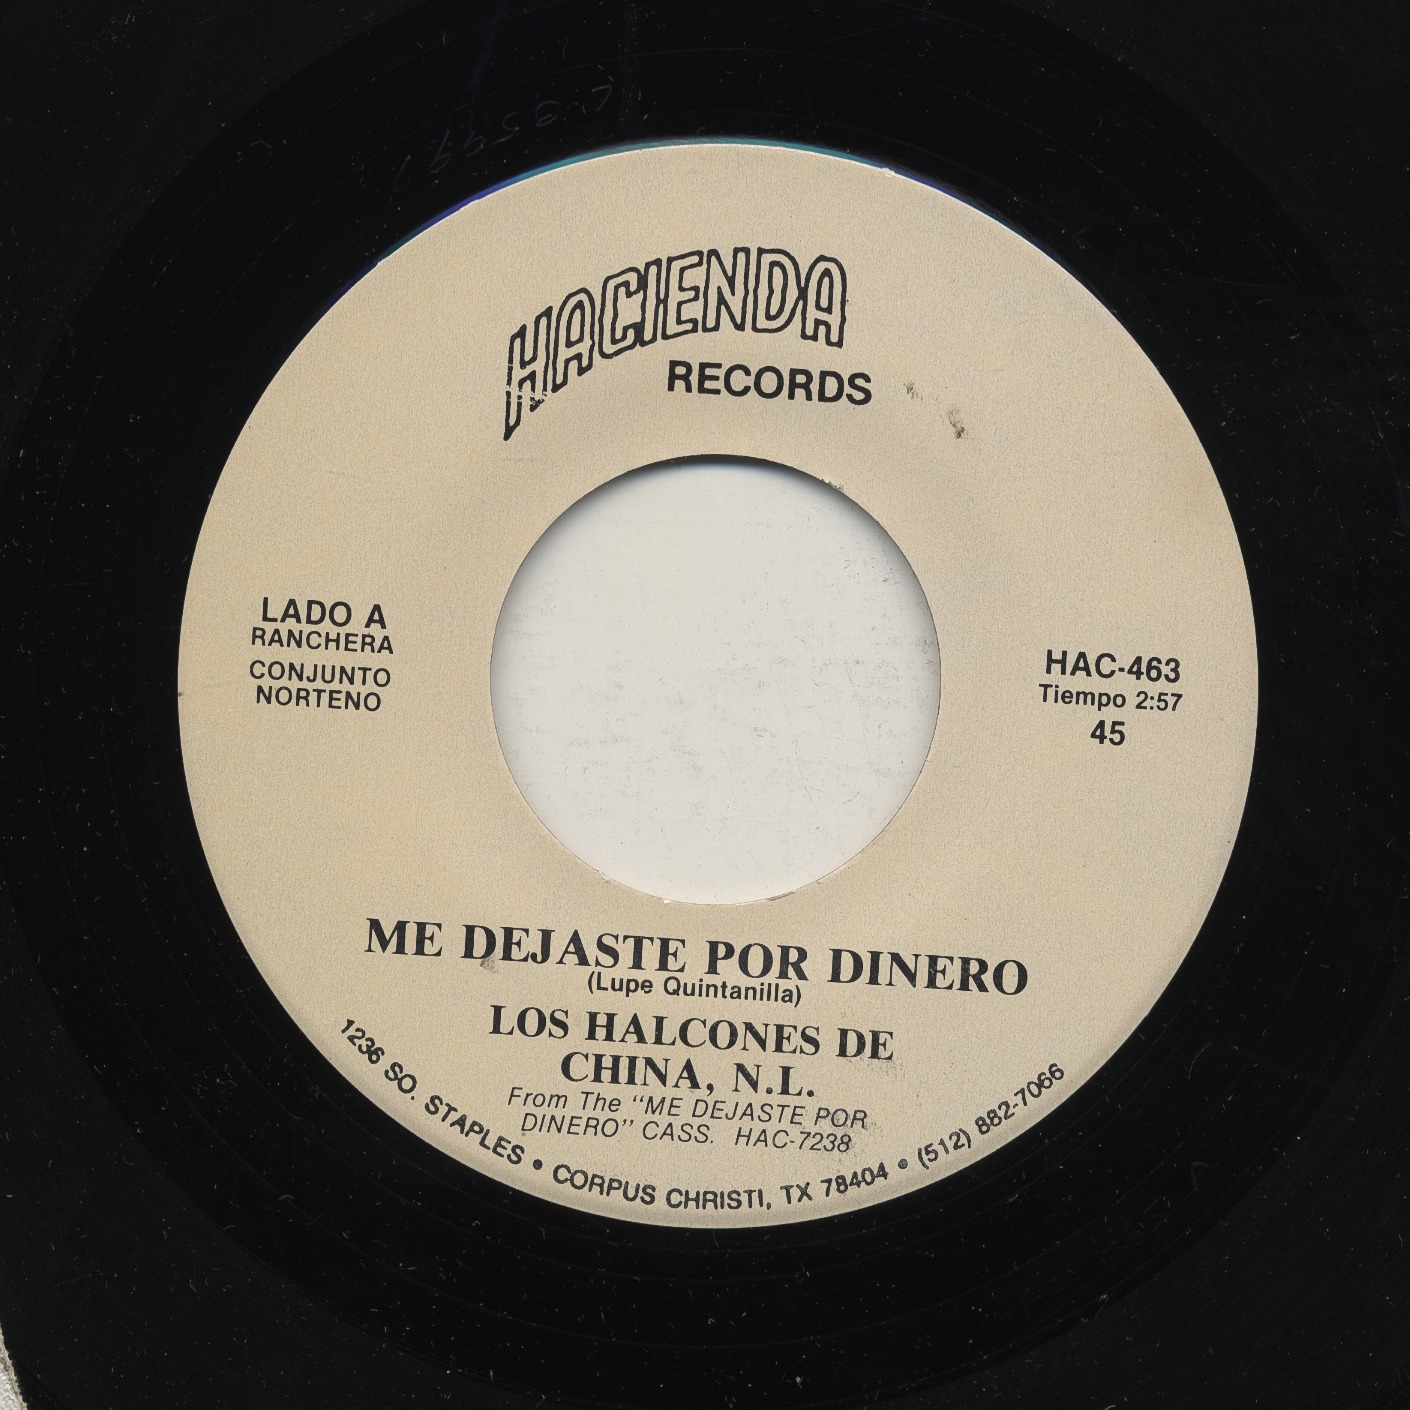 HACIENDA
RECORDS
LADO A
RANCHERA
CONJUNTO
NORTENO
HAC-463
Tiempo 2:57
45
ME DEJASTE POR DINERO
(Lupe Quintanilla)
LOS HALCONES DE
CHINA, N.L.
From The "ME DEJASTE POR
DINERO" CASS. HAC-7238
1236 SO. STAPLES • CORPUS CHRISTI, TX 78404 • (512) 882-7066